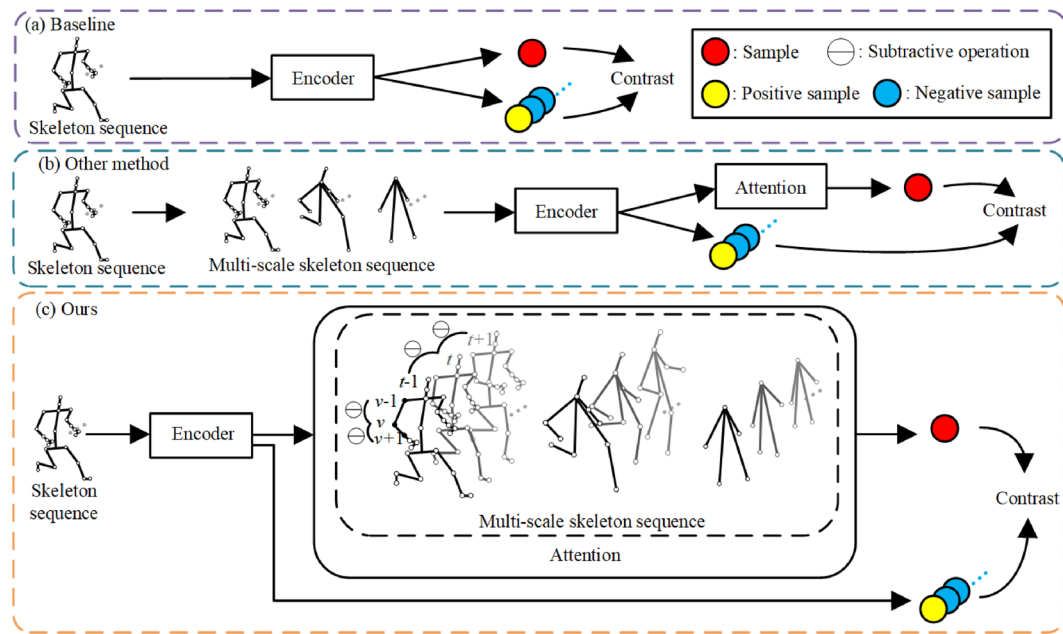 (a) Baseline
Skeleton sequence
Encoder
Contrast
: Sample
: Subtractive operation
: Positive sample
: Negative sample
(b) Other method
Skeleton sequence
Multi-scale skeleton sequence
Encoder
Attention
Contrast
(c) Ours
Skeleton
sequence
Encoder
t+1
t
t-1
v-1
v
v+1
Multi-scale skeleton sequence
Attention
Contrast